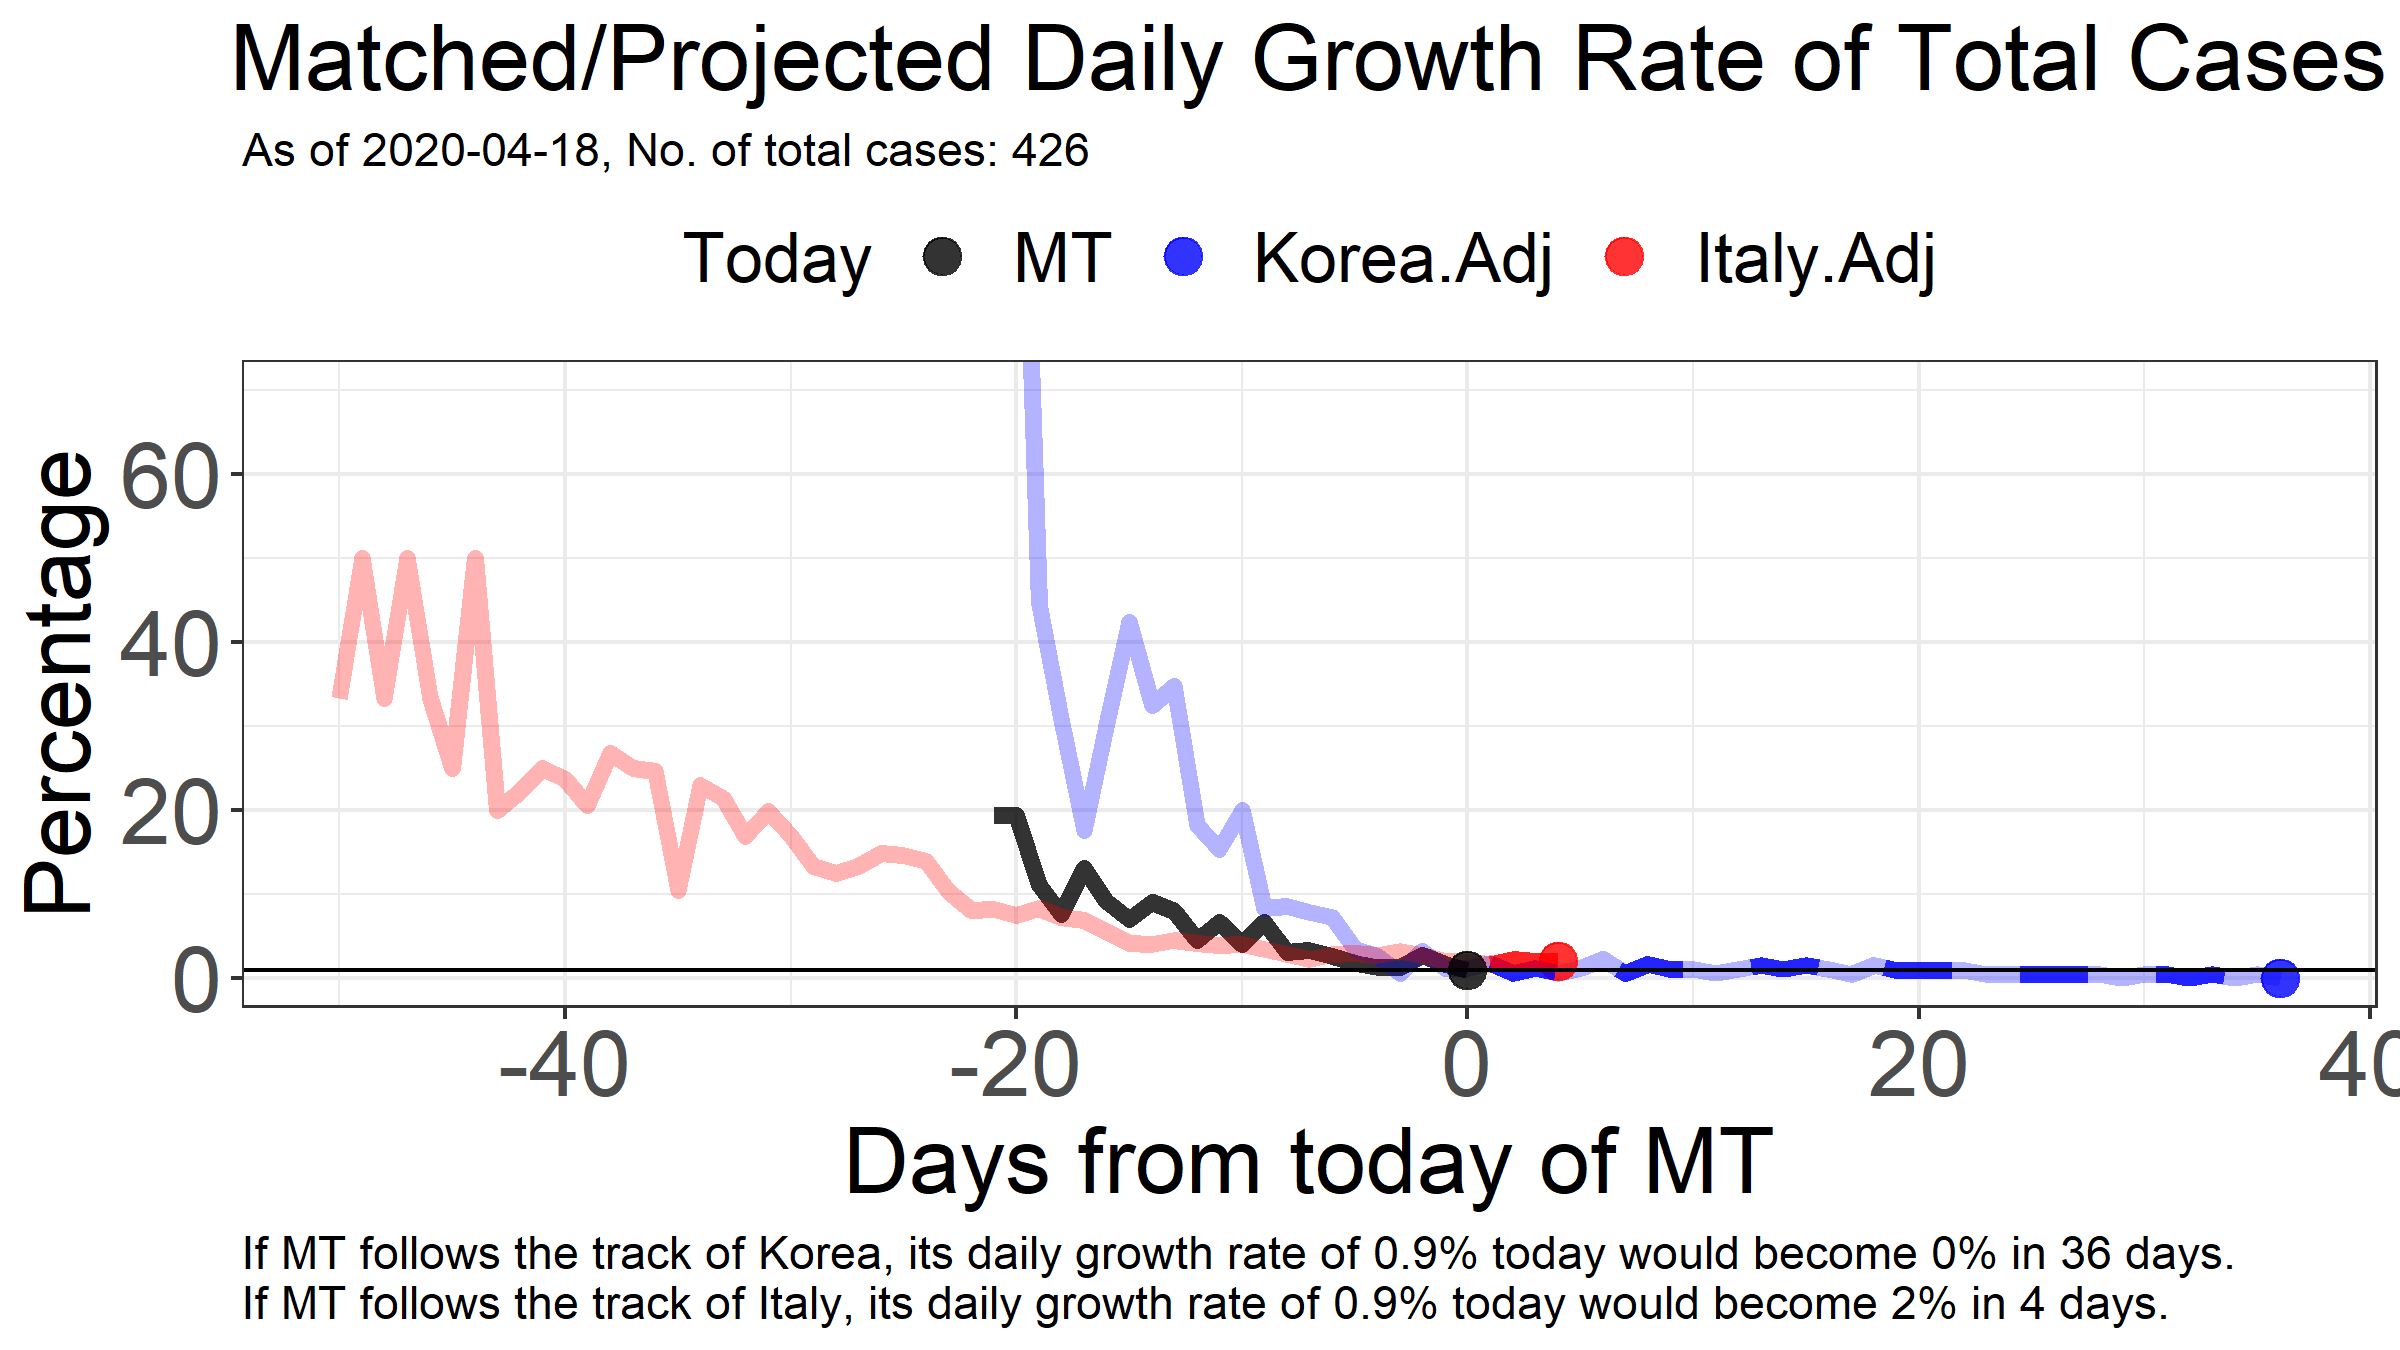 Matched/Projected Daily Growth Rate of Total Cases
As of 2020-04-18, No. of total cases: 426
Today MT Korea.Adj Italy.Adj
Percentage
60
40
20
0
-40 -20 0 20 40
Days from today of MT
If MT follows the track of Korea, its daily growth rate of 0.9% today would become 0% in 36 days.
If MT follows the track of Italy, its daily growth rate of 0.9% today would become 2% in 4 days.